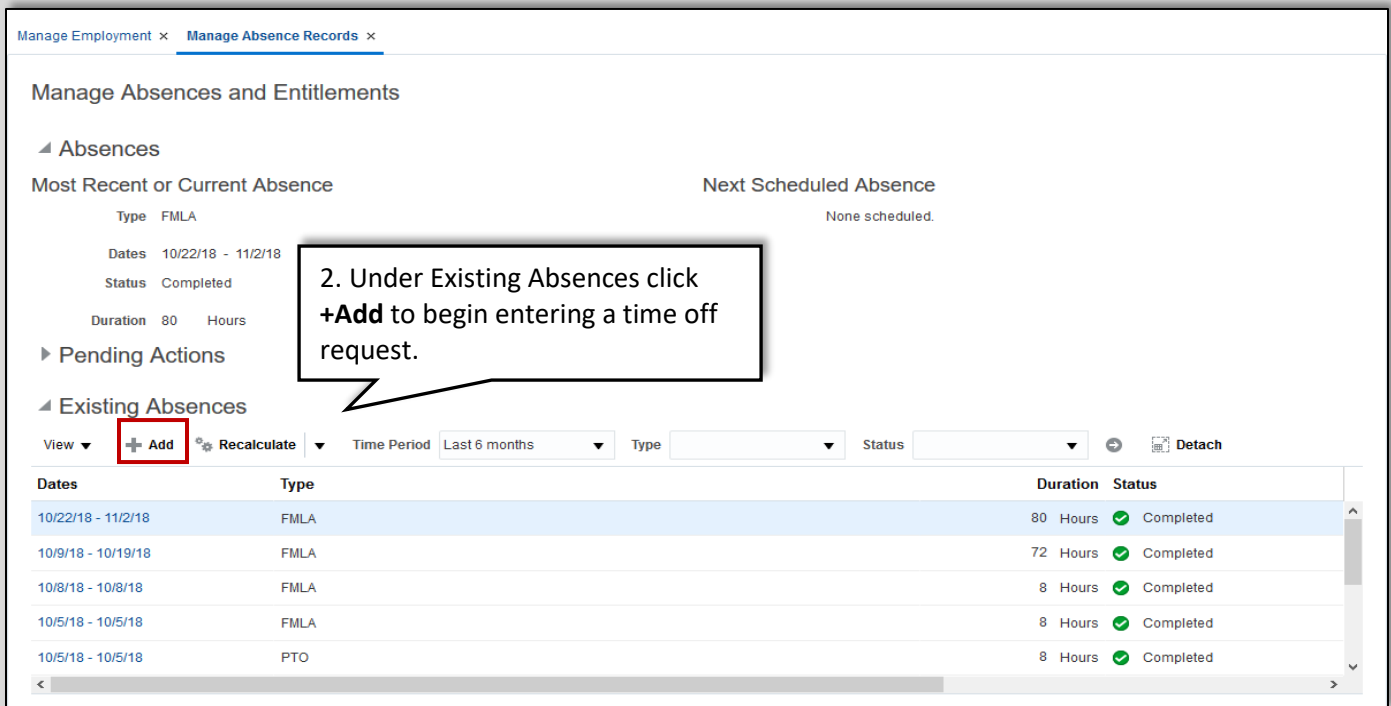 Manage Employment × Manage Absence Records ×
Manage Absences and Entitlements
Absences
Most Recent or Current Absence
Next Scheduled Absence
Type FMLA
None scheduled.
Dates 10/22/18 - 11/2/18
Status Completed
Duration 80 Hours
2. Under Existing Absences click
+Add to begin entering a time off
request.
Pending Actions
Existing Absences
View Add Recalculate Time Period Last 6 months Type Status Detach
Dates Type Duration Status
10/22/18 - 11/2/18 FMLA 80 Hours Completed
10/9/18 - 10/19/18 FMLA 72 Hours Completed
10/8/18 - 10/8/18 FMLA 8 Hours Completed
10/5/18 - 10/5/18 FMLA 8 Hours Completed
10/5/18 - 10/5/18 PTO 8 Hours Completed